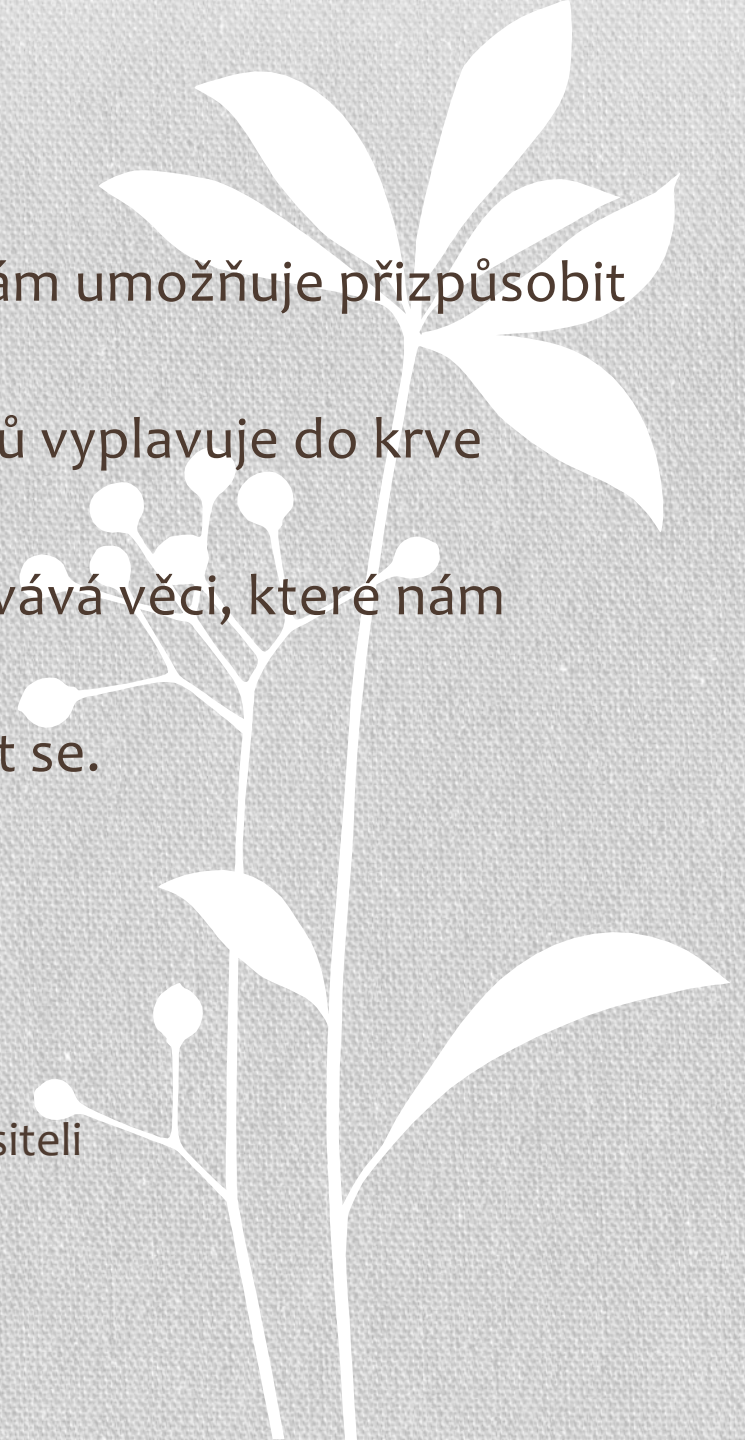 ám umožňuje přizpůsobit
ů vyplavuje do krve
vává věci, které nám
t se.
siteli